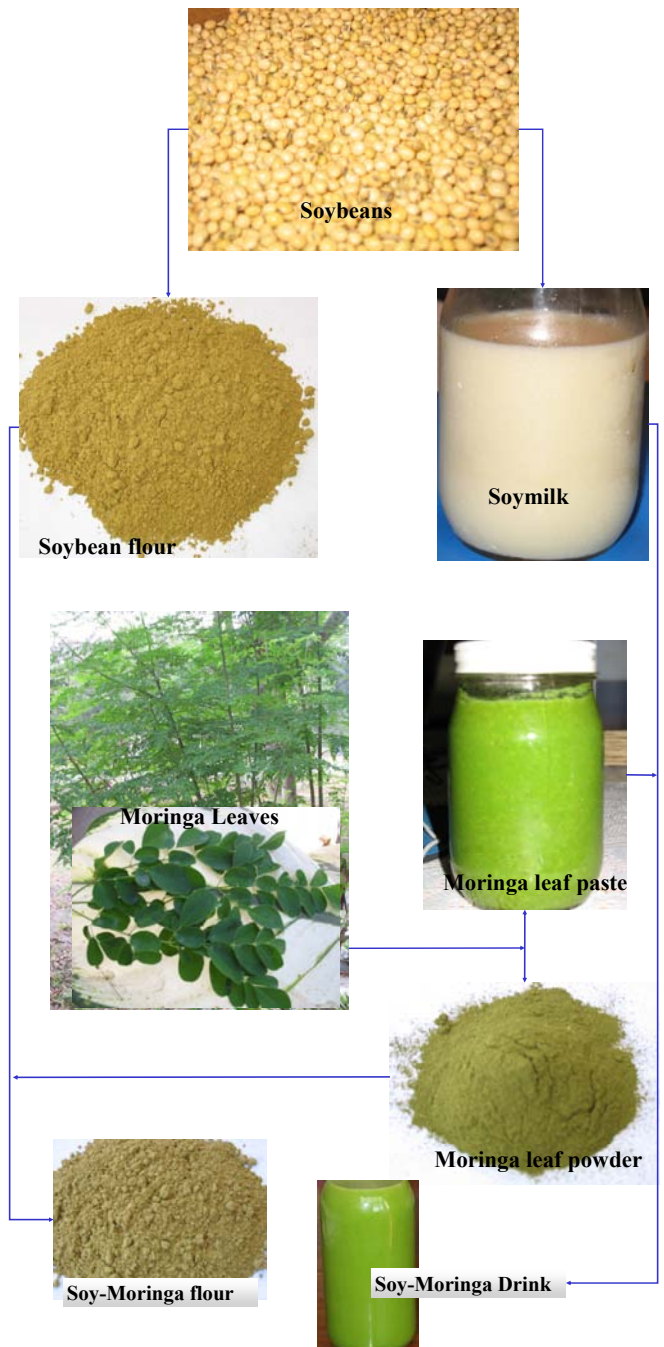 Soybeans
Soymilk
Soybean flour
Moringa Leaves
Moringa leaf paste
Moringa leaf powder
Soy-Moringa flour
Soy-Moringa Drink